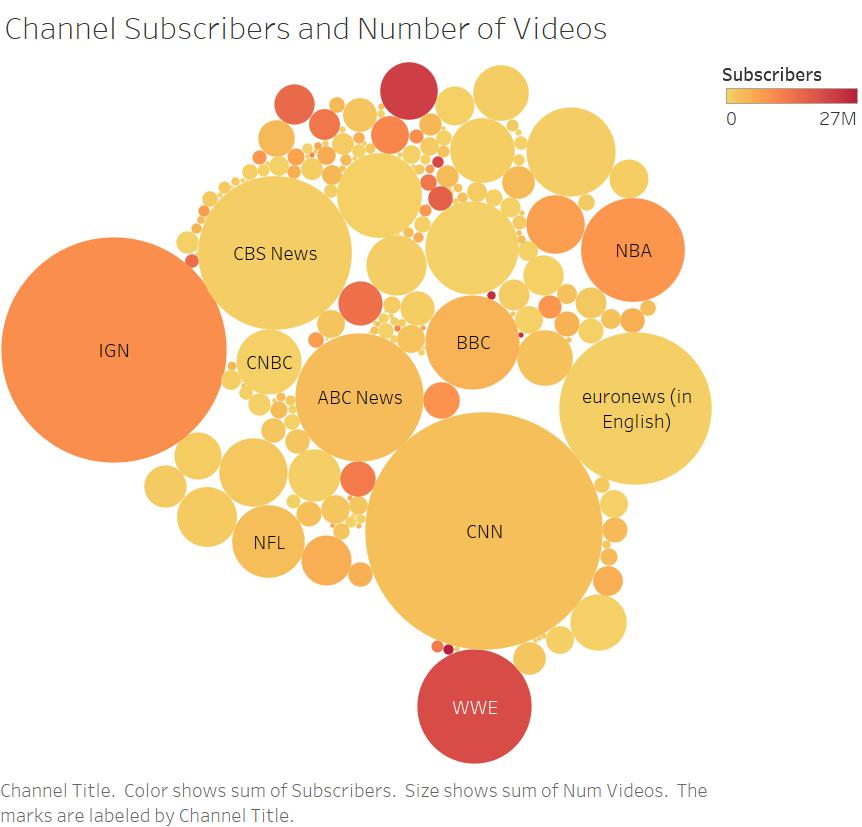 Channel Subscribers and Number of Videos
Subscribers
0 27M
CBS News
NBA
IGN
BBC
CNBC
ABC News
euronews (in
English)
CNN
NFL
WWE
Channel Title.  Color shows sum of Subscribers.  Size shows sum of Num Videos.  The
marks are labeled by Channel Title.